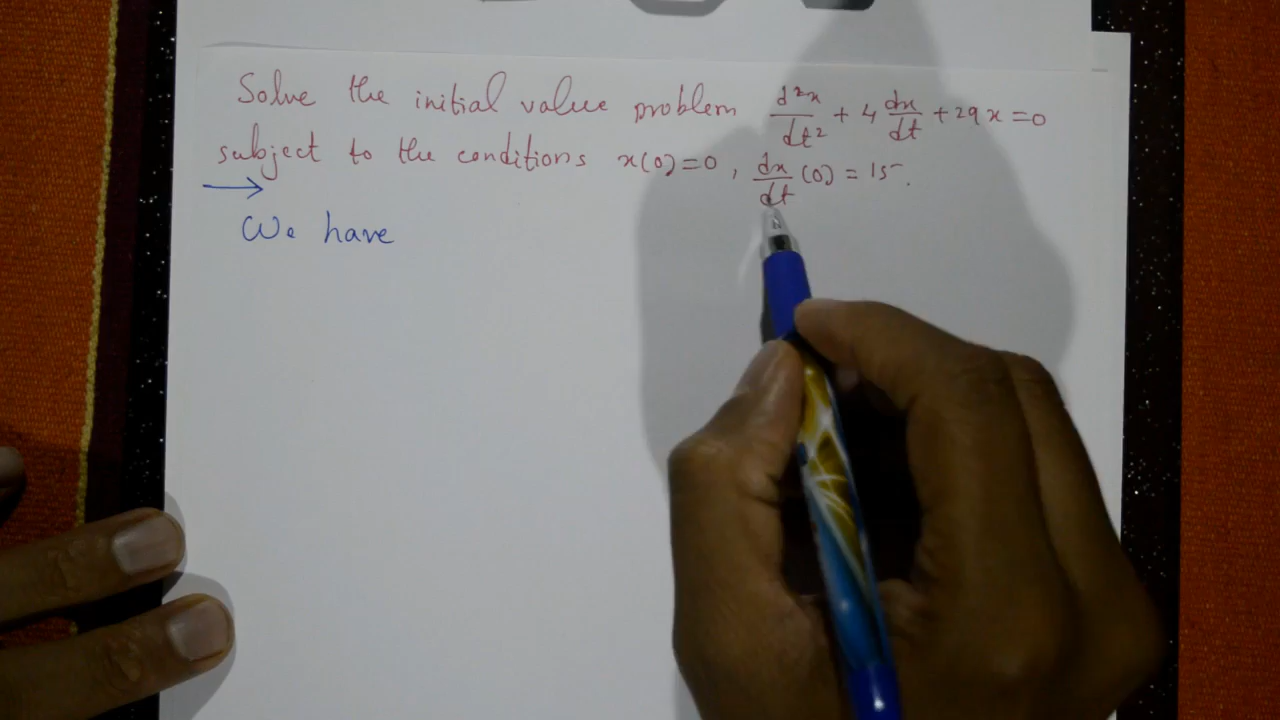 Solve the initial value problem d²x/dt² + 4 dx/dt + 29x = 0
subject to the conditions x(0) = 0, dx/dt (0) = 15.
We have